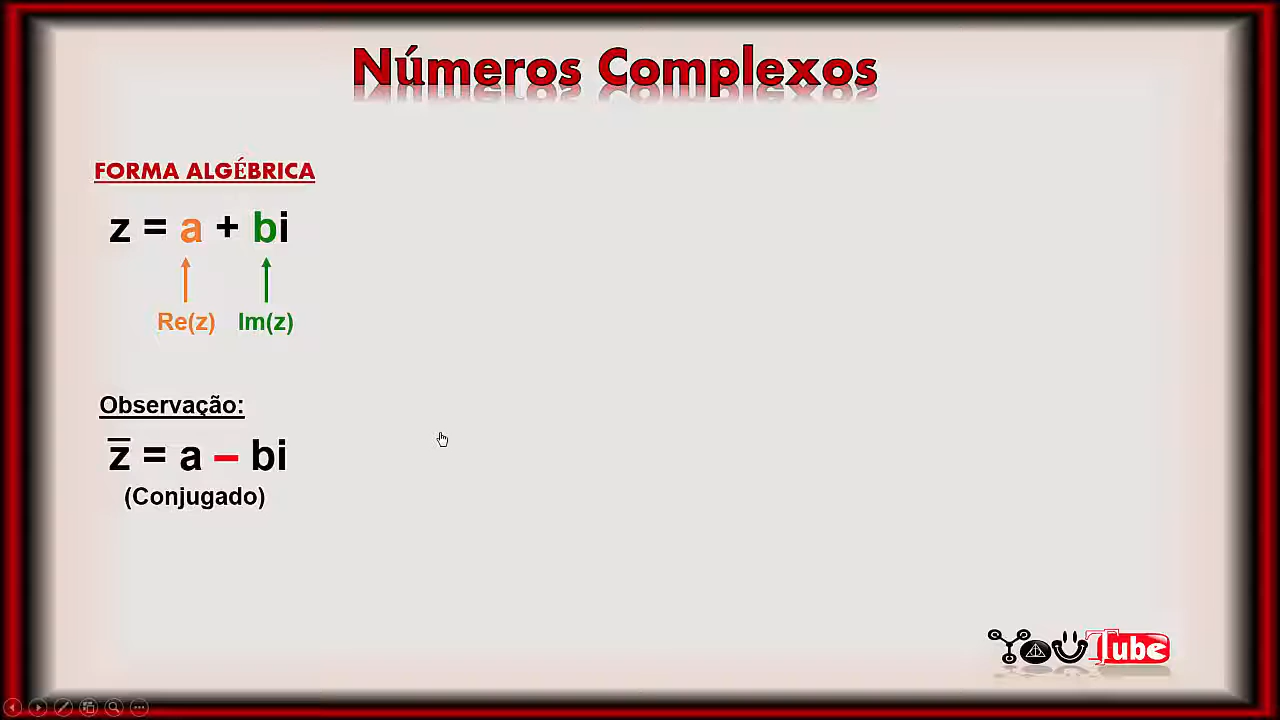 Números Complexos
FORMA ALGÉBRICA
z = a + bi
Re(z) Im(z)
Observação:
z̅ = a – bi
(Conjugado)
YouTube